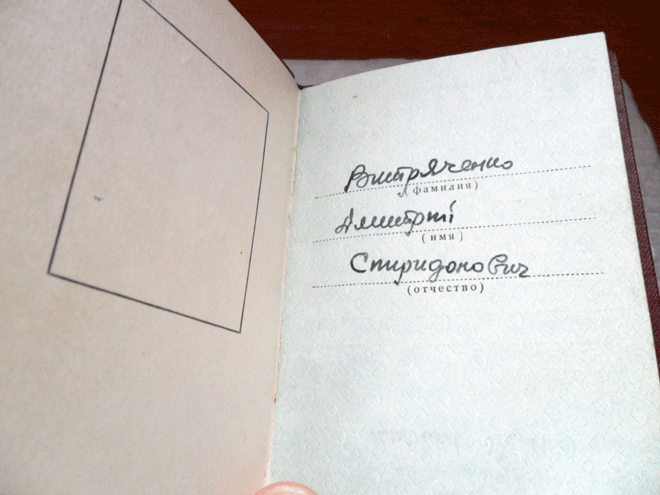 Витряченко
(фамилия)
Дмитрий
(имя)
Спиридонович
(отчество)